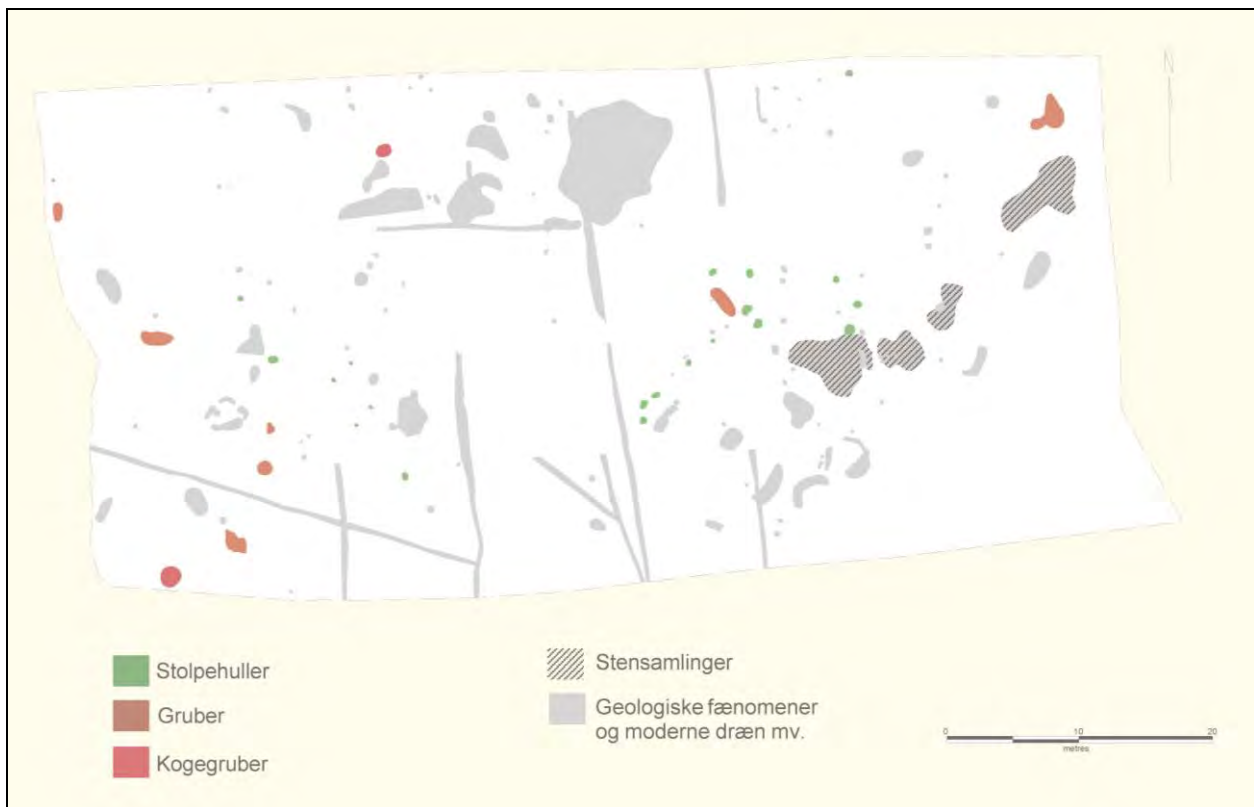 N
Stolpehuller
Gruber
Kogegruber
Stensamlinger
Geologiske fænomener
og moderne dræn mv.
0 10 20
metres